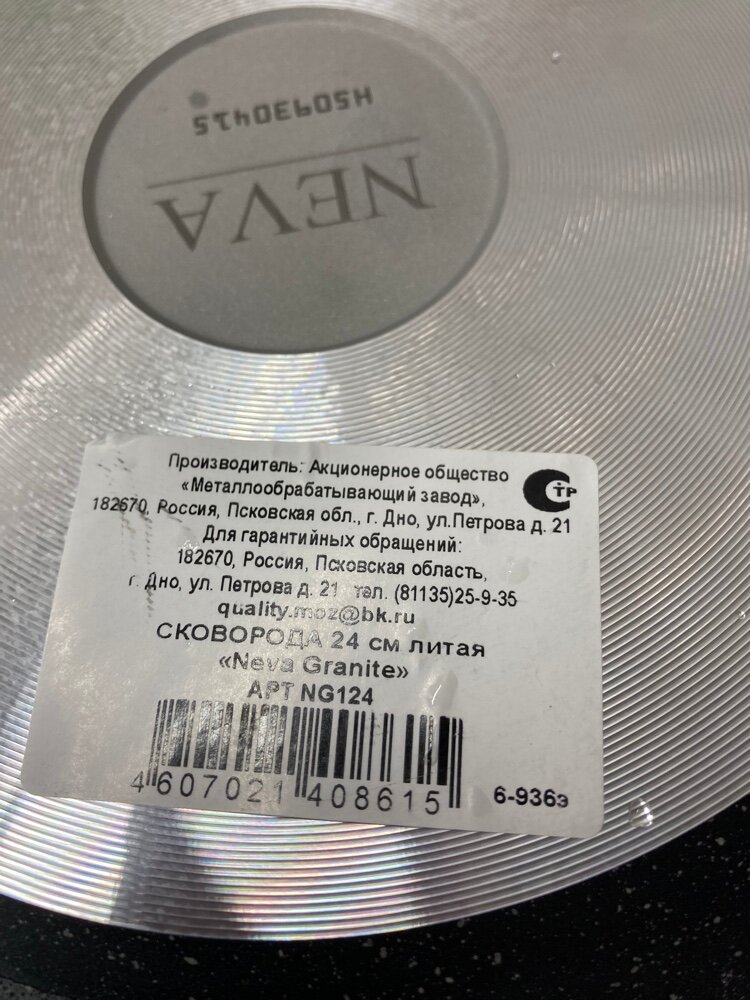 NEVA
H50930415
Производитель: Акционерное общество
«Металлообрабатывающий завод»,
182670, Россия, Псковская обл., г. Дно, ул.Петрова д. 21
Для гарантийных обращений:
182670, Россия, Псковская область,
г. Дно, ул. Петрова д. 21 тел. (81135)25-9-35
quality.moz@bk.ru
СКОВОРОДА 24 см литая
«Neva Granite»
АРТ NG124
4 607021 408615
6-936э
СТР